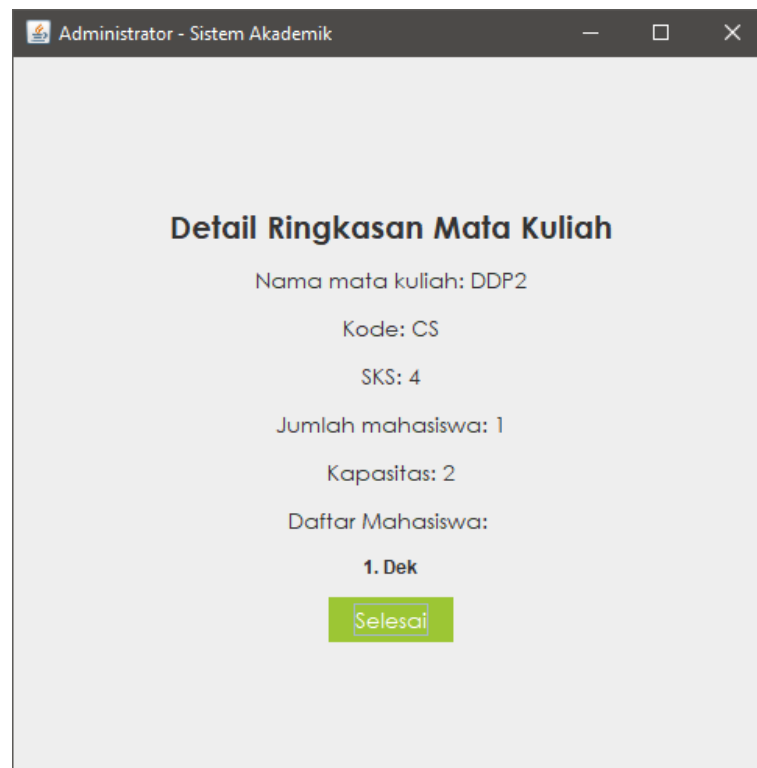 Administrator - Sistem Akademik
Detail Ringkasan Mata Kuliah
Nama mata kuliah: DDP2
Kode: CS
SKS: 4
Jumlah mahasiswa: 1
Kapasitas: 2
Daftar Mahasiswa:
1. Dek
Selesai